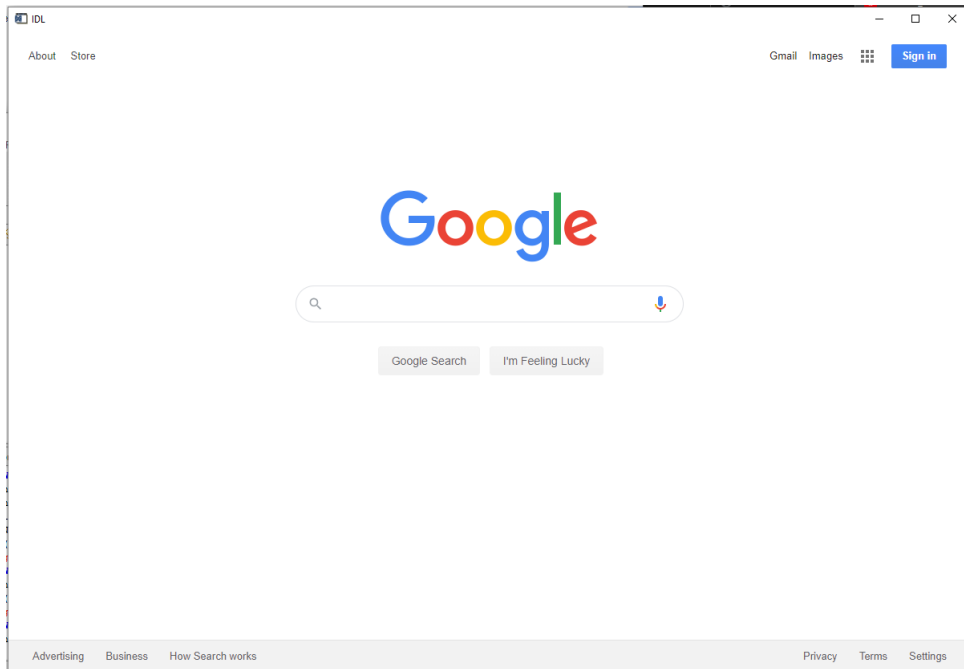 IDL
About Store Gmail Images Sign in
Google
Google Search I'm Feeling Lucky
Advertising Business How Search works Privacy Terms Settings